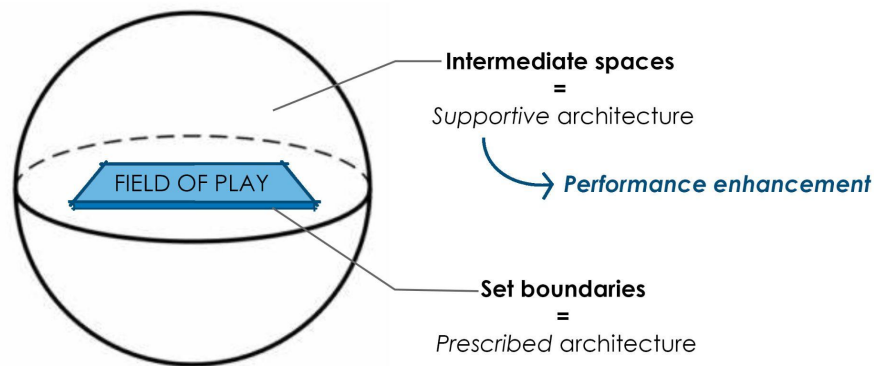 Intermediate spaces
=
Supportive architecture
FIELD OF PLAY
Performance enhancement
Set boundaries
=
Prescribed architecture